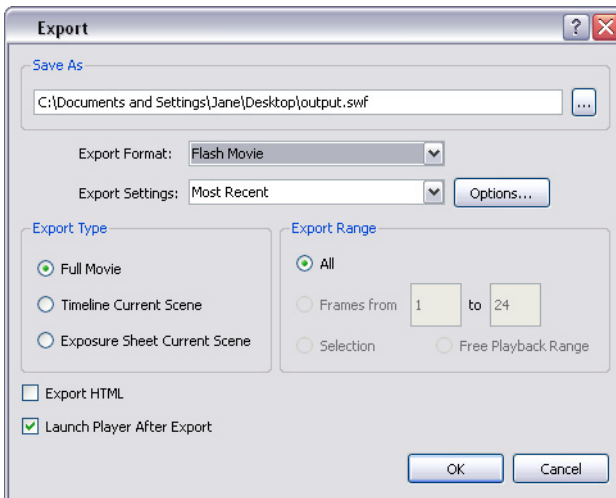 Export
Save As
C:\Documents and Settings\Jane\Desktop\output.swf
...
Export Format: Flash Movie
Export Settings: Most Recent Options...
Export Type
Full Movie
Timeline Current Scene
Exposure Sheet Current Scene
Export Range
All
Frames from 1 to 24
Selection Free Playback Range
Export HTML
Launch Player After Export
OK Cancel